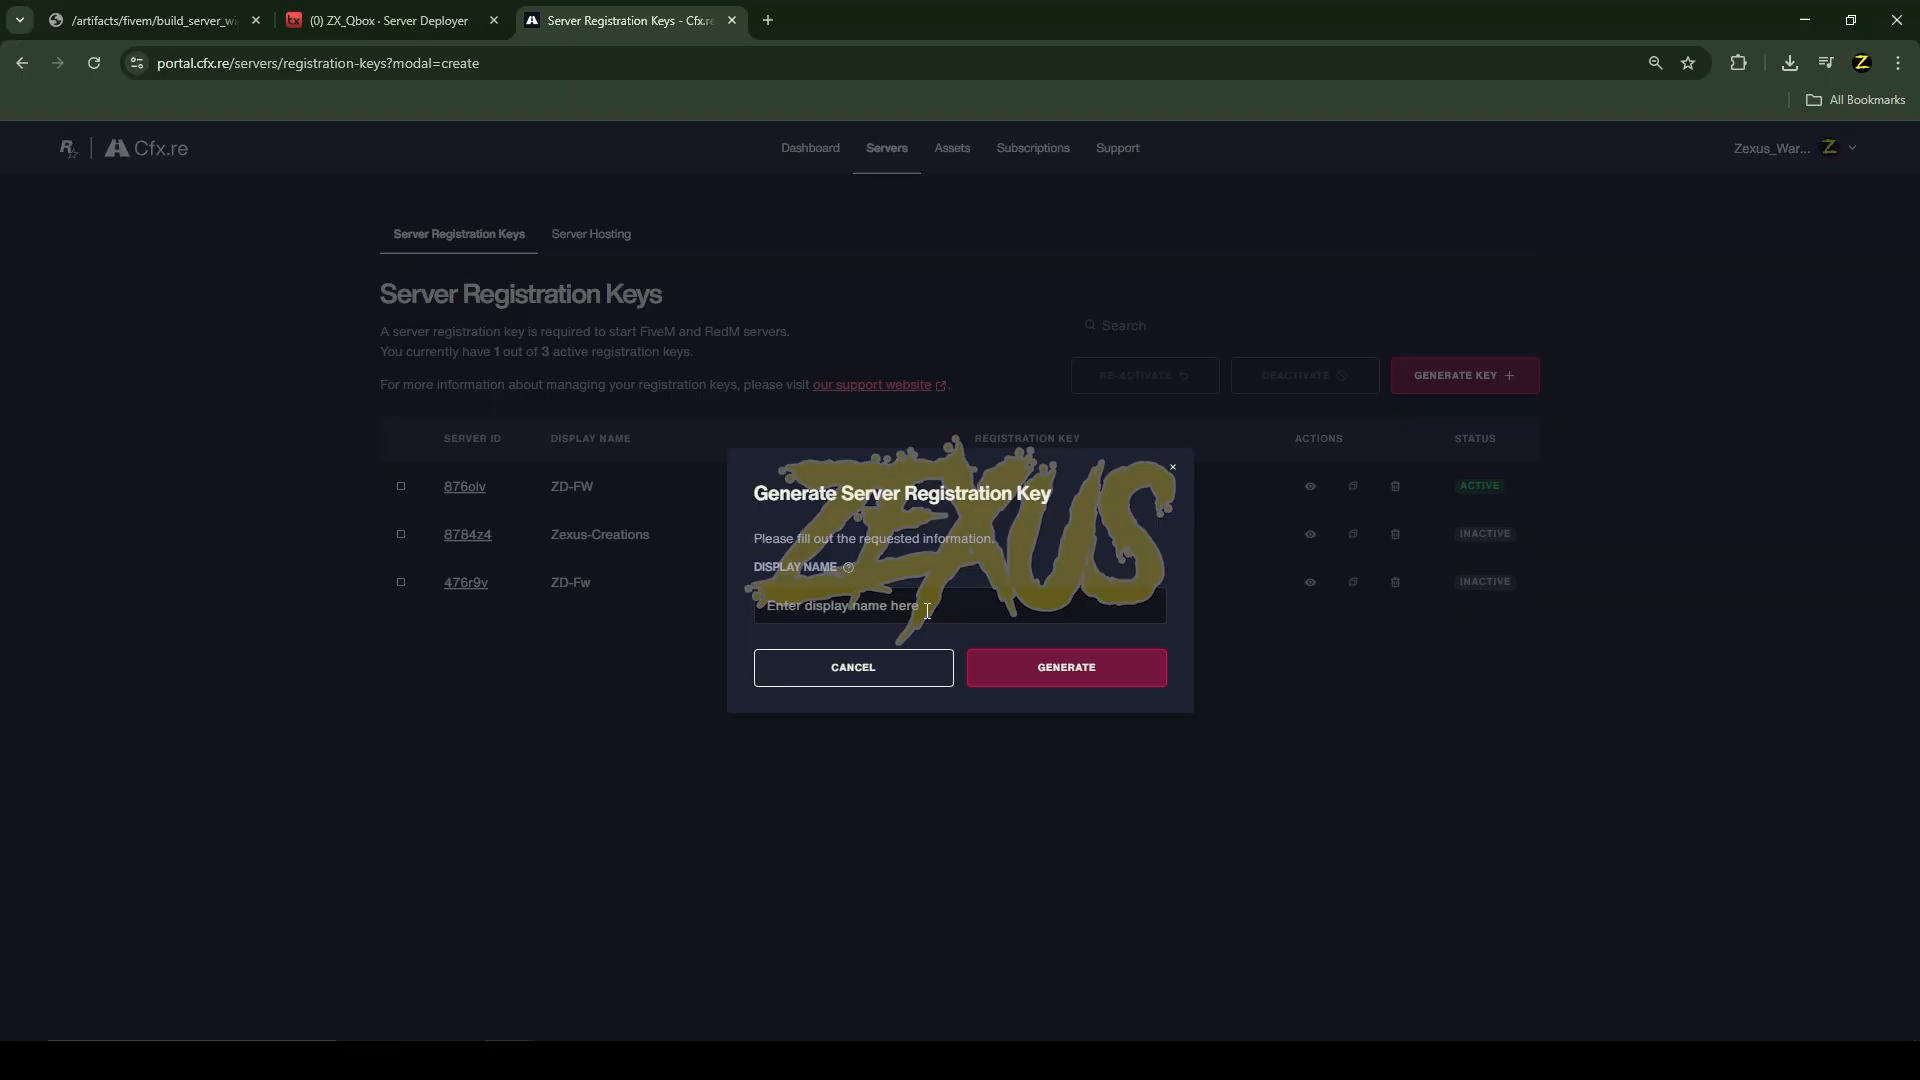 /artifacts/fivem/build_server_wi
(0) ZX_Qbox · Server Deployer
Server Registration Keys - Cfx.re
portal.cfx.re/servers/registration-keys?modal=create
Z
All Bookmarks
R
Cfx.re
Dashboard
Servers
Assets
Subscriptions
Support
Zexus_War...
Z
Server Registration Keys
Server Hosting
Server Registration Keys
A server registration key is required to start FiveM and RedM servers.
You currently have 1 out of 3 active registration keys.
For more information about managing your registration keys, please visit our support website.
Search
RE-ACTIVATE
DEACTIVATE
GENERATE KEY +
SERVER ID
DISPLAY NAME
REGISTRATION KEY
ACTIONS
STATUS
876olv
ZD-FW
ACTIVE
8784z4
Zexus-Creations
INACTIVE
476r9v
ZD-Fw
INACTIVE
ZEXUS
Generate Server Registration Key
Please fill out the requested information.
DISPLAY NAME
Enter display name here
CANCEL
GENERATE